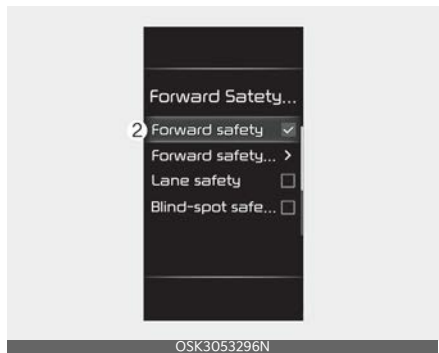 Forward Satety...
2 Forward safety
Forward safety... >
Lane safety
Blind-spot safe...
OSK3053296N